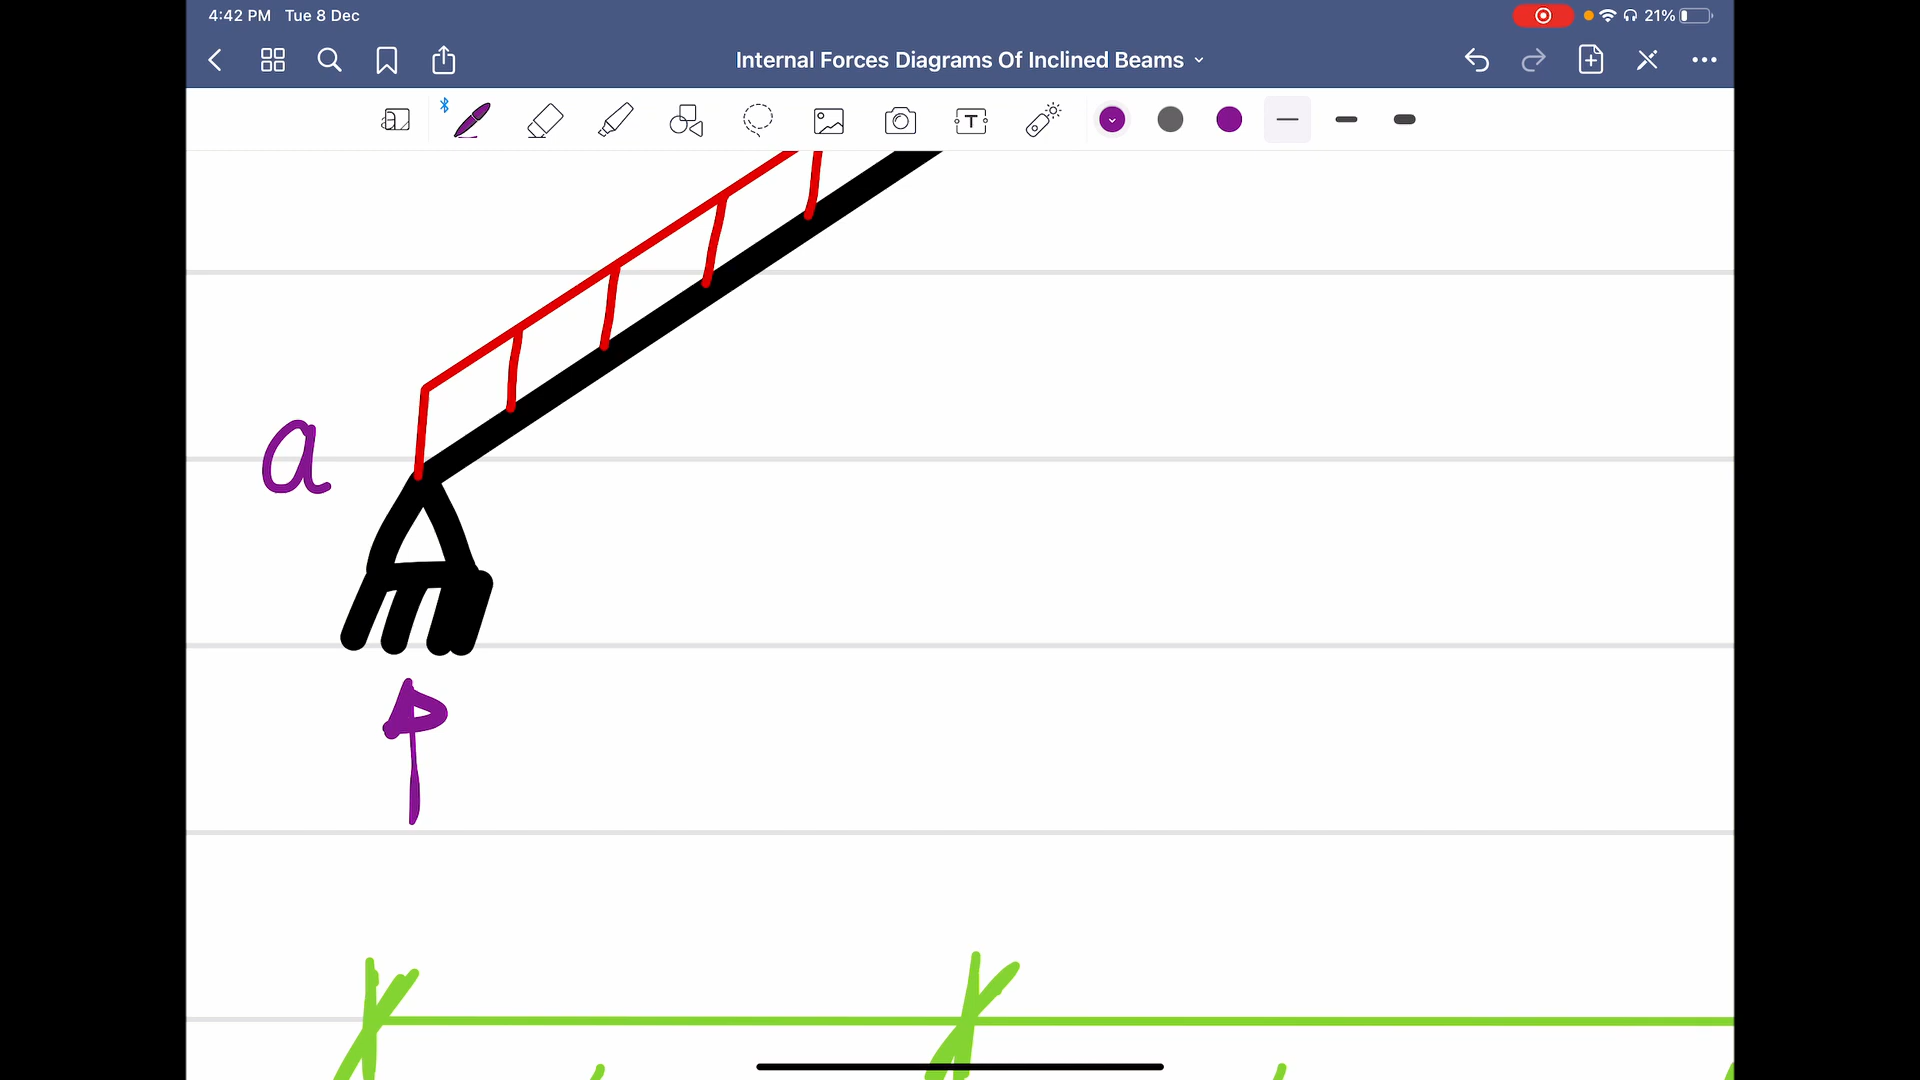 4:42 PM Tue 8 Dec 21%
Internal Forces Diagrams Of Inclined Beams
T
a